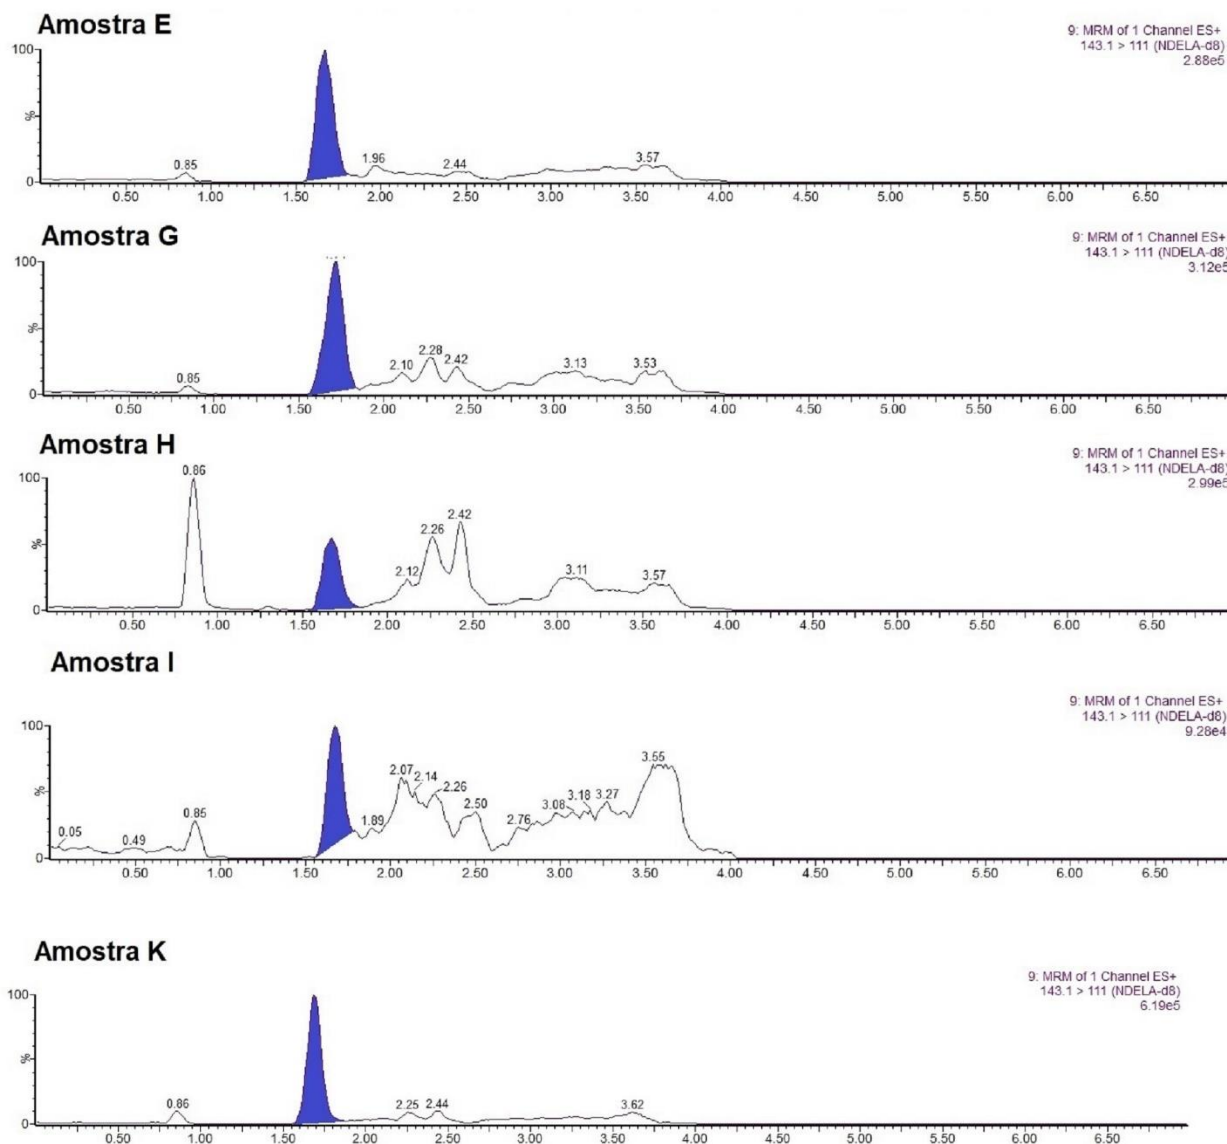 Amostra E
9: MRM of 1 Channel ES+
143.1 > 111 (NDELA-d8)
2.88e5
100
%
0
0.85
1.96
2.44
3.57
0.50 1.00 1.50 2.00 2.50 3.00 3.50 4.00 4.50 5.00 5.50 6.00 6.50
Amostra G
9: MRM of 1 Channel ES+
143.1 > 111 (NDELA-d8)
3.12e5
100
%
0
0.85
2.10
2.28
2.42
3.13
3.53
0.50 1.00 1.50 2.00 2.50 3.00 3.50 4.00 4.50 5.00 5.50 6.00 6.50
Amostra H
9: MRM of 1 Channel ES+
143.1 > 111 (NDELA-d8)
2.99e5
100
%
0
0.86
2.12
2.26
2.42
3.11
3.57
0.50 1.00 1.50 2.00 2.50 3.00 3.50 4.00 4.50 5.00 5.50 6.00 6.50
Amostra I
9: MRM of 1 Channel ES+
143.1 > 111 (NDELA-d8)
9.28e4
100
%
0
0.05
0.49
0.85
1.89
2.07
2.14
2.26
2.50
2.76
3.08
3.18
3.27
3.55
0.50 1.00 1.50 2.00 2.50 3.00 3.50 4.00 4.50 5.00 5.50 6.00 6.50
Amostra K
9: MRM of 1 Channel ES+
143.1 > 111 (NDELA-d8)
6.19e5
100
%
0
0.86
2.25
2.44
3.62
0.50 1.00 1.50 2.00 2.50 3.00 3.50 4.00 4.50 5.00 5.50 6.00 6.50